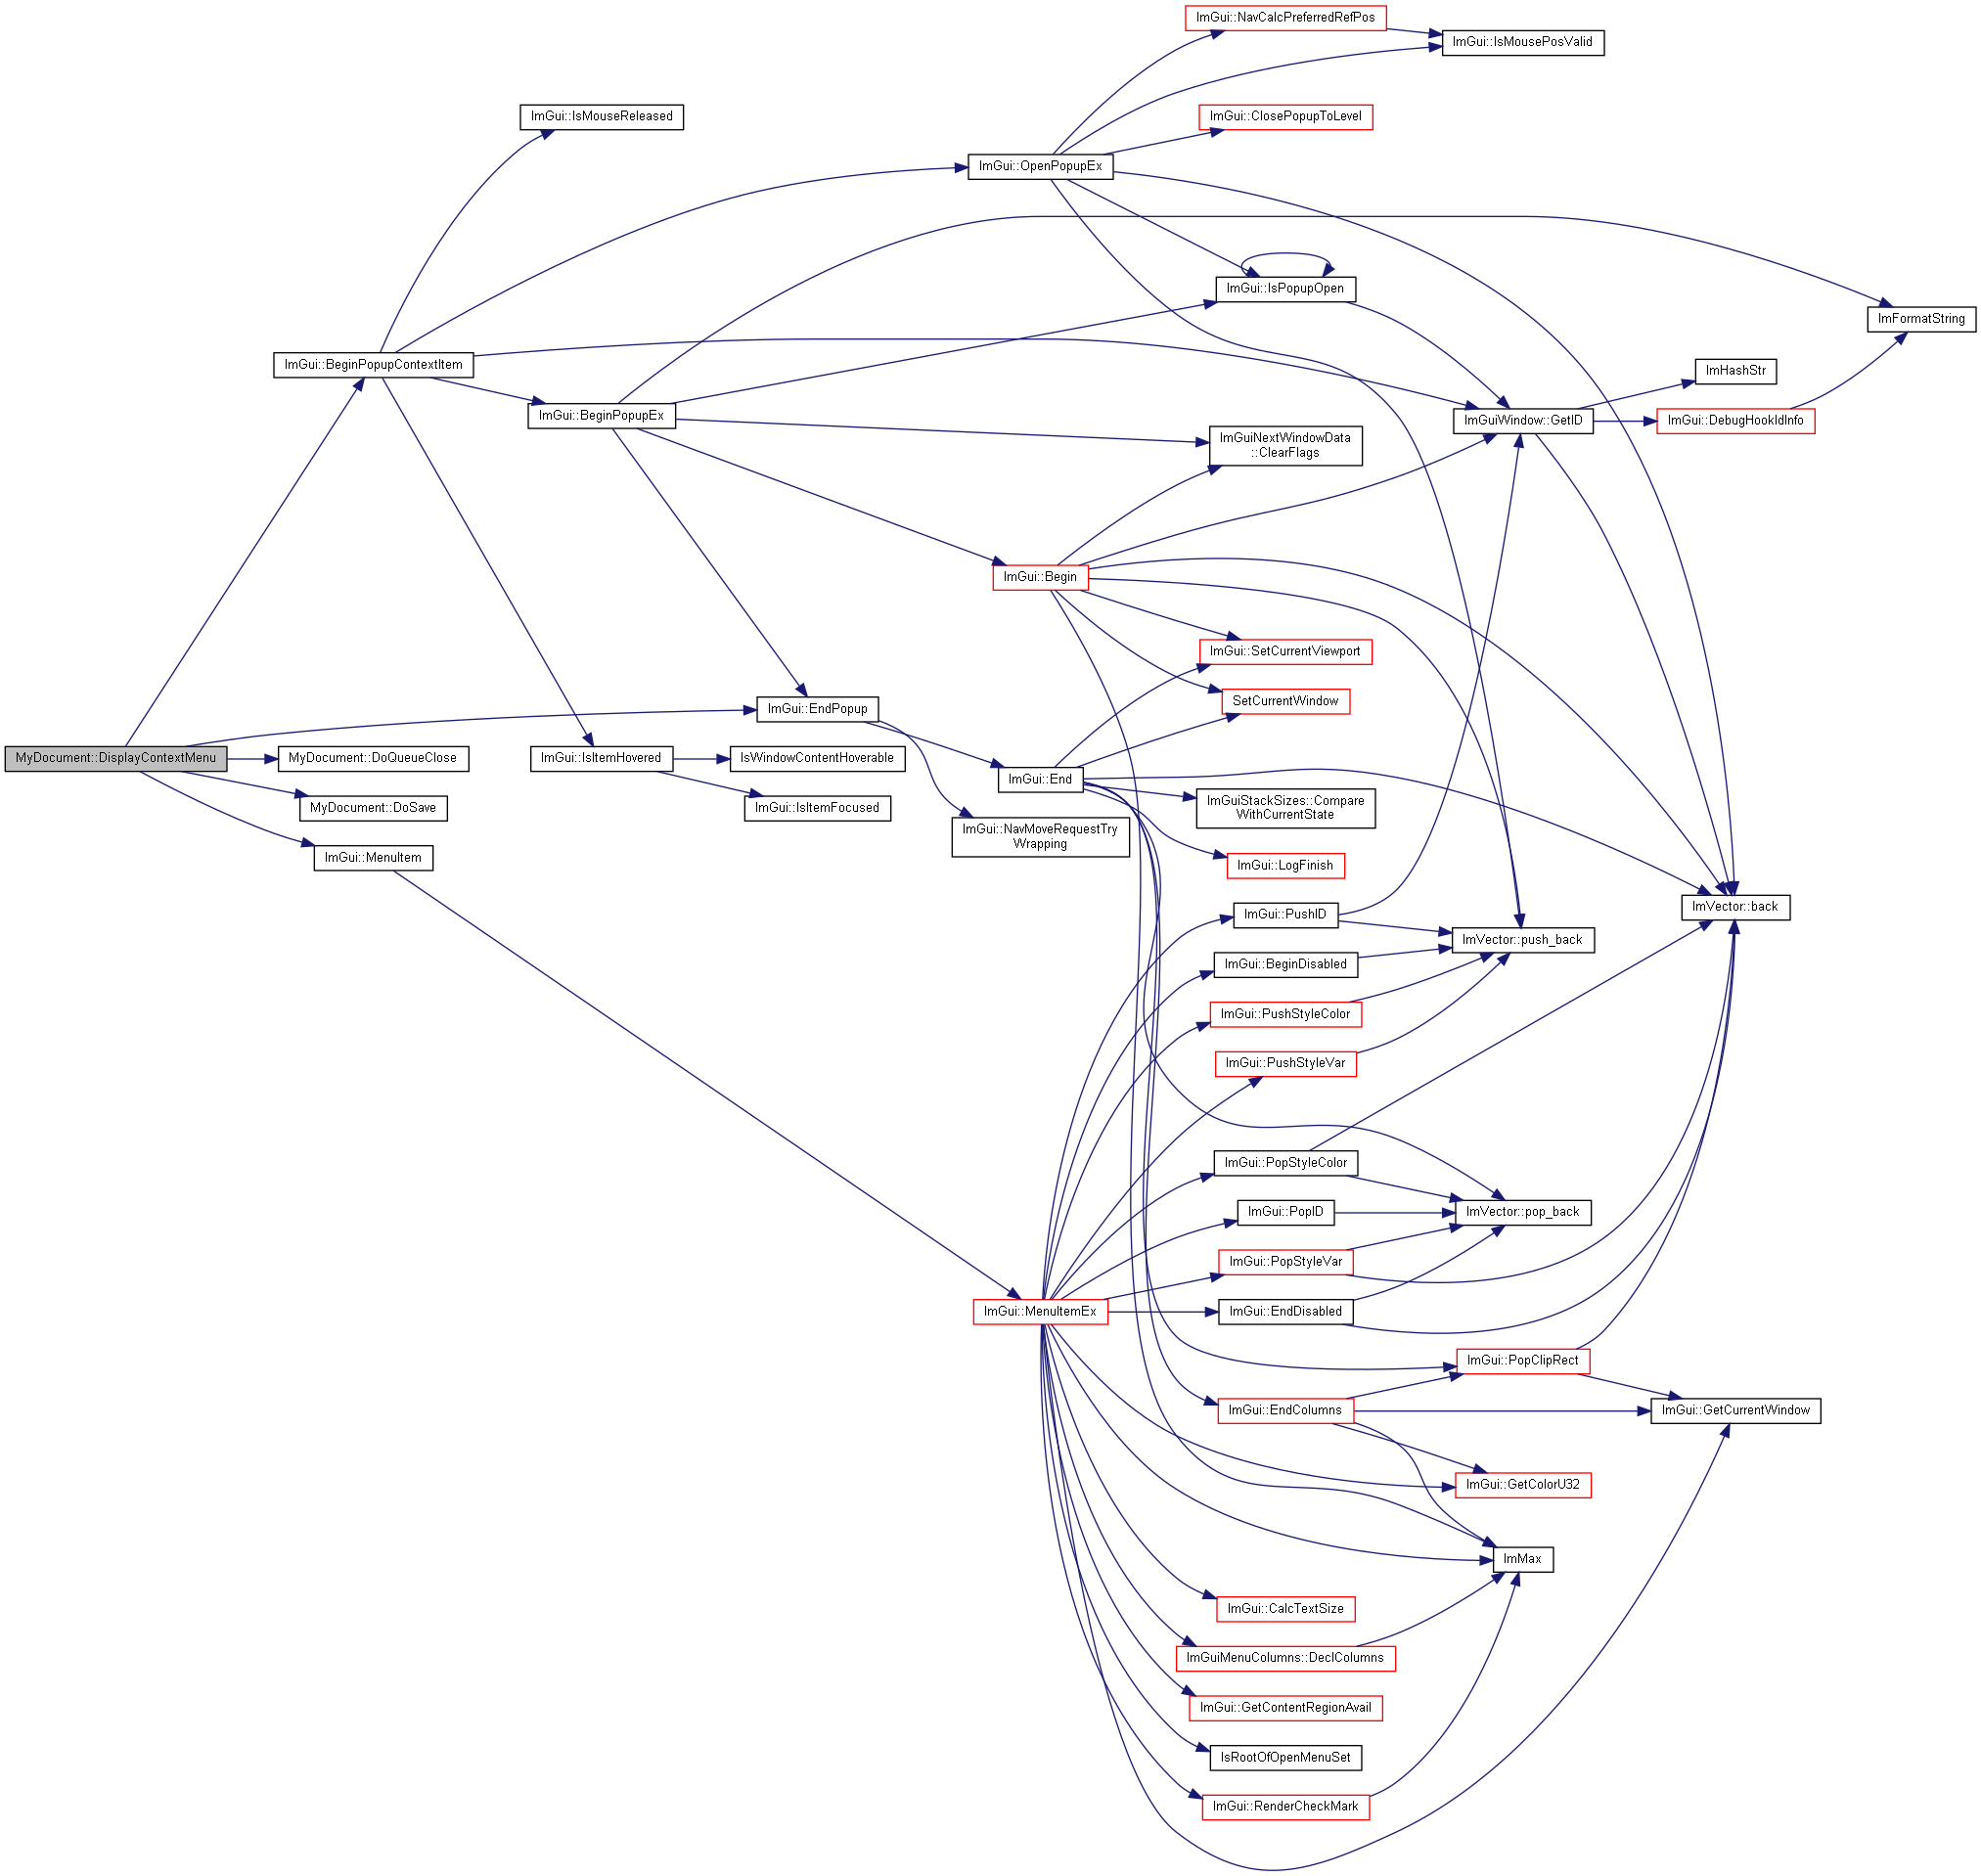 ImGui::NavCalcPreferredRefPos
ImGui::IsMousePosValid
ImGui::IsMouseReleased
ImGui::ClosePopupToLevel
ImGui::OpenPopupEx
ImGui::IsPopupOpen
ImFormatString
ImGui::BeginPopupContextItem
ImHashStr
ImGui::BeginPopupEx
ImGuiWindow::GetID
ImGui::DebugHookIdInfo
ImGuiNextWindowData
::ClearFlags
ImGui::Begin
ImGui::SetCurrentViewport
SetCurrentWindow
ImGui::EndPopup
MyDocument::DisplayContextMenu
MyDocument::DoQueueClose
ImGui::IsItemHovered
IsWindowContentHoverable
ImGui::End
MyDocument::DoSave
ImGui::IsItemFocused
ImGuiStackSizes::Compare
WithCurrentState
ImGui::NavMoveRequestTry
Wrapping
ImGui::MenuItem
ImGui::LogFinish
ImVector::back
ImGui::PushID
ImVector::push_back
ImGui::BeginDisabled
ImGui::PushStyleColor
ImGui::PushStyleVar
ImGui::PopStyleColor
ImGui::PopID
ImVector::pop_back
ImGui::PopStyleVar
ImGui::MenuItemEx
ImGui::EndDisabled
ImGui::PopClipRect
ImGui::EndColumns
ImGui::GetCurrentWindow
ImGui::GetColorU32
ImMax
ImGui::CalcTextSize
ImGuiMenuColumns::DeclColumns
ImGui::GetContentRegionAvail
IsRootOfOpenMenuSet
ImGui::RenderCheckMark